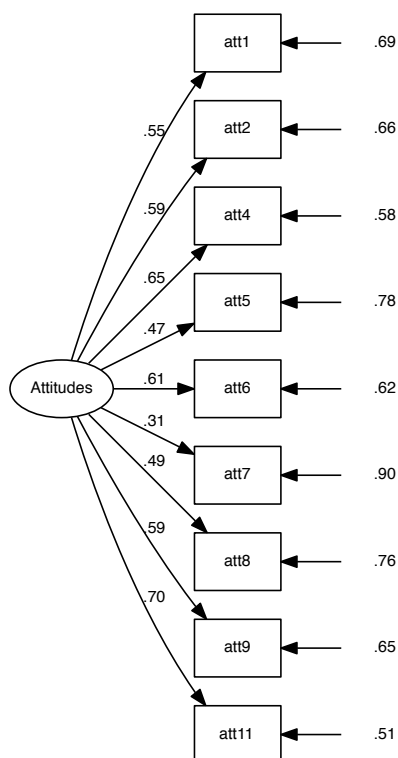 att1
.69
.55
att2
.66
.59
att4
.58
.65
att5
.78
.47
Attitudes
.61
att6
.62
.31
att7
.90
.49
att8
.76
.59
att9
.65
.70
att11
.51